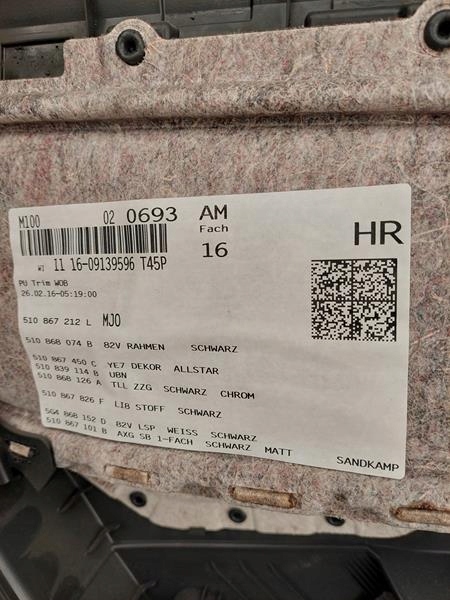 M100 02 0693 AM
Fach
16
HR
WJ 11 16-09139596 T45P
PU Trim WOB
26.02.16-05:19:00
510 867 212 L MJ0
510 868 074 B 82V RAHMEN SCHWARZ
510 867 450 C YE7 DEKOR ALLSTAR
510 839 114 B UBN
510 868 126 A TLL ZZG SCHWARZ CHROM
510 867 826 F LIB STOFF SCHWARZ
5G4 868 152 D 82V LSP WEISS SCHWARZ
510 867 101 B AXG SB 1-FACH SCHWARZ MATT
SANDKAMP